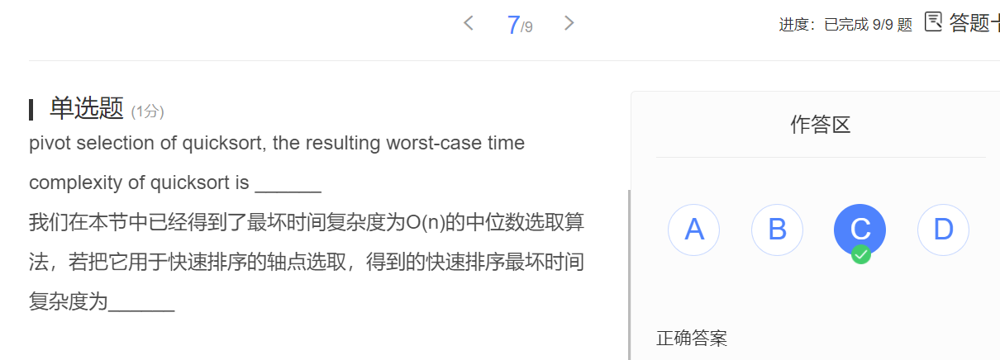 7/9
进度：已完成 9/9 题 答题卡
单选题 (1分)
pivot selection of quicksort, the resulting worst-case time
complexity of quicksort is ______
我们在本节中已经得到了最坏时间复杂度为O(n)的中位数选取算
法，若把它用于快速排序的轴点选取，得到的快速排序最坏时间
复杂度为______
作答区
A B C D
正确答案